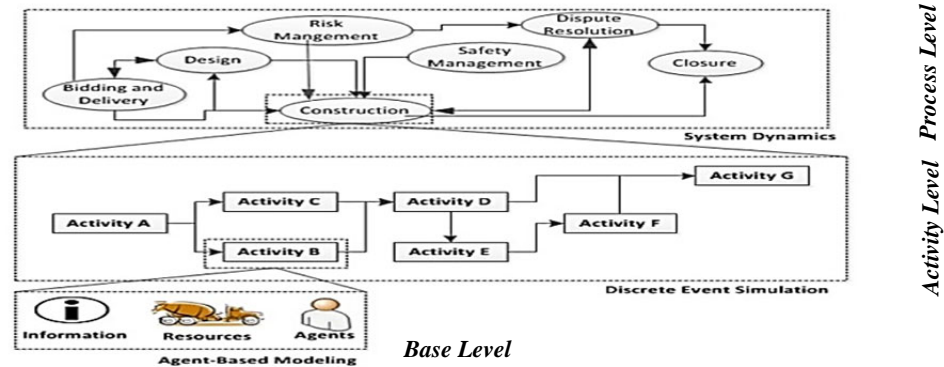 Risk
Mangement
Dispute
Resolution
Design
Safety
Management
Closure
Bidding and
Delivery
Construction
System Dynamics
Process Level
Activity C
Activity D
Activity G
Activity A
Activity F
Activity B
Activity E
Discrete Event Simulation
Activity Level
Information
Resources
Agents
Agent-Based Modeling
Base Level